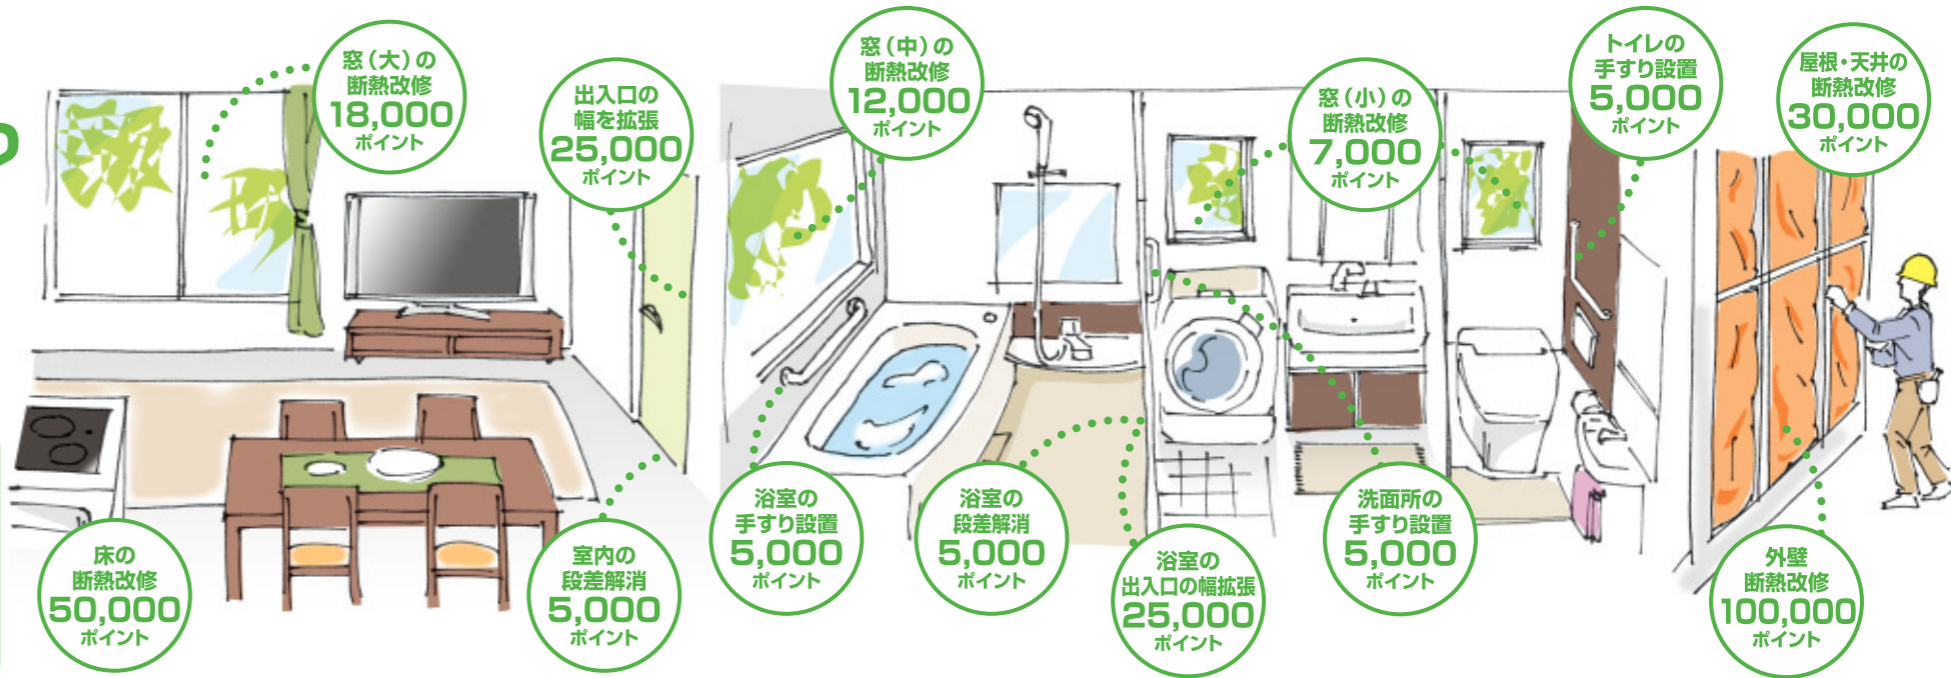 窓（大）の
断熱改修
18,000
ポイント
出入口の
幅を拡張
25,000
ポイント
窓（中）の
断熱改修
12,000
ポイント
窓（小）の
断熱改修
7,000
ポイント
トイレの
手すり設置
5,000
ポイント
屋根・天井の
断熱改修
30,000
ポイント
床の
断熱改修
50,000
ポイント
室内の
段差解消
5,000
ポイント
浴室の
手すり設置
5,000
ポイント
浴室の
段差解消
5,000
ポイント
浴室の
出入口の幅拡張
25,000
ポイント
洗面所の
手すり設置
5,000
ポイント
外壁
断熱改修
100,000
ポイント